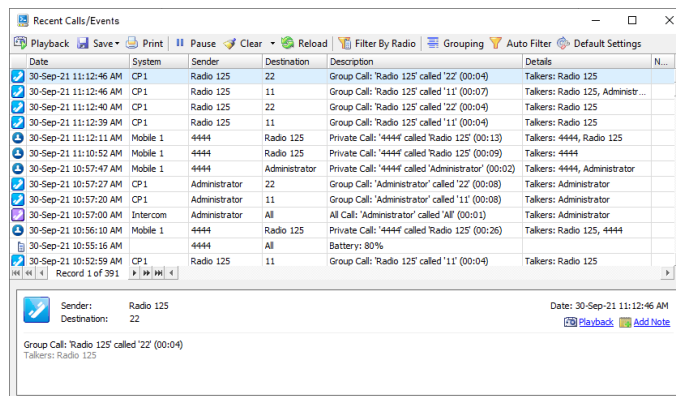 Recent Calls/Events
Playback Save Print Pause Clear Reload Filter By Radio Grouping Auto Filter Default Settings
Date System Sender Destination Description Details N...
30-Sep-21 11:12:46 AM CP1 Radio 125 22 Group Call: 'Radio 125' called '22' (00:04) Talkers: Radio 125
30-Sep-21 11:12:46 AM CP1 Radio 125 11 Group Call: 'Radio 125' called '11' (00:07) Talkers: Radio 125, Administr...
30-Sep-21 11:12:40 AM CP1 Radio 125 22 Group Call: 'Radio 125' called '22' (00:04) Talkers: Radio 125
30-Sep-21 11:12:39 AM CP1 Radio 125 11 Group Call: 'Radio 125' called '11' (00:04) Talkers: Radio 125
30-Sep-21 11:12:11 AM Mobile 1 4444 Radio 125 Private Call: '4444' called 'Radio 125' (00:13) Talkers: 4444, Radio 125
30-Sep-21 11:10:52 AM Mobile 1 4444 Radio 125 Private Call: '4444' called 'Radio 125' (00:09) Talkers: 4444
30-Sep-21 10:57:47 AM Mobile 1 4444 Administrator Private Call: '4444' called 'Administrator' (00:02) Talkers: 4444, Administrator
30-Sep-21 10:57:27 AM CP1 Administrator 22 Group Call: 'Administrator' called '22' (00:08) Talkers: Administrator
30-Sep-21 10:57:20 AM CP1 Administrator 11 Group Call: 'Administrator' called '11' (00:08) Talkers: Administrator
30-Sep-21 10:57:00 AM Intercom Administrator All All Call: 'Administrator' called 'All' (00:01) Talkers: Administrator
30-Sep-21 10:56:10 AM Mobile 1 4444 Radio 125 Private Call: '4444' called 'Radio 125' (00:26) Talkers: Radio 125, 4444
30-Sep-21 10:55:16 AM 4444 All Battery: 80%
30-Sep-21 10:52:59 AM CP1 Radio 125 11 Group Call: 'Radio 125' called '11' (00:04) Talkers: Radio 125
Record 1 of 391
Sender: Radio 125 Date: 30-Sep-21 11:12:46 AM
Destination: 22 Playback Add Note
Group Call: 'Radio 125' called '22' (00:04)
Talkers: Radio 125